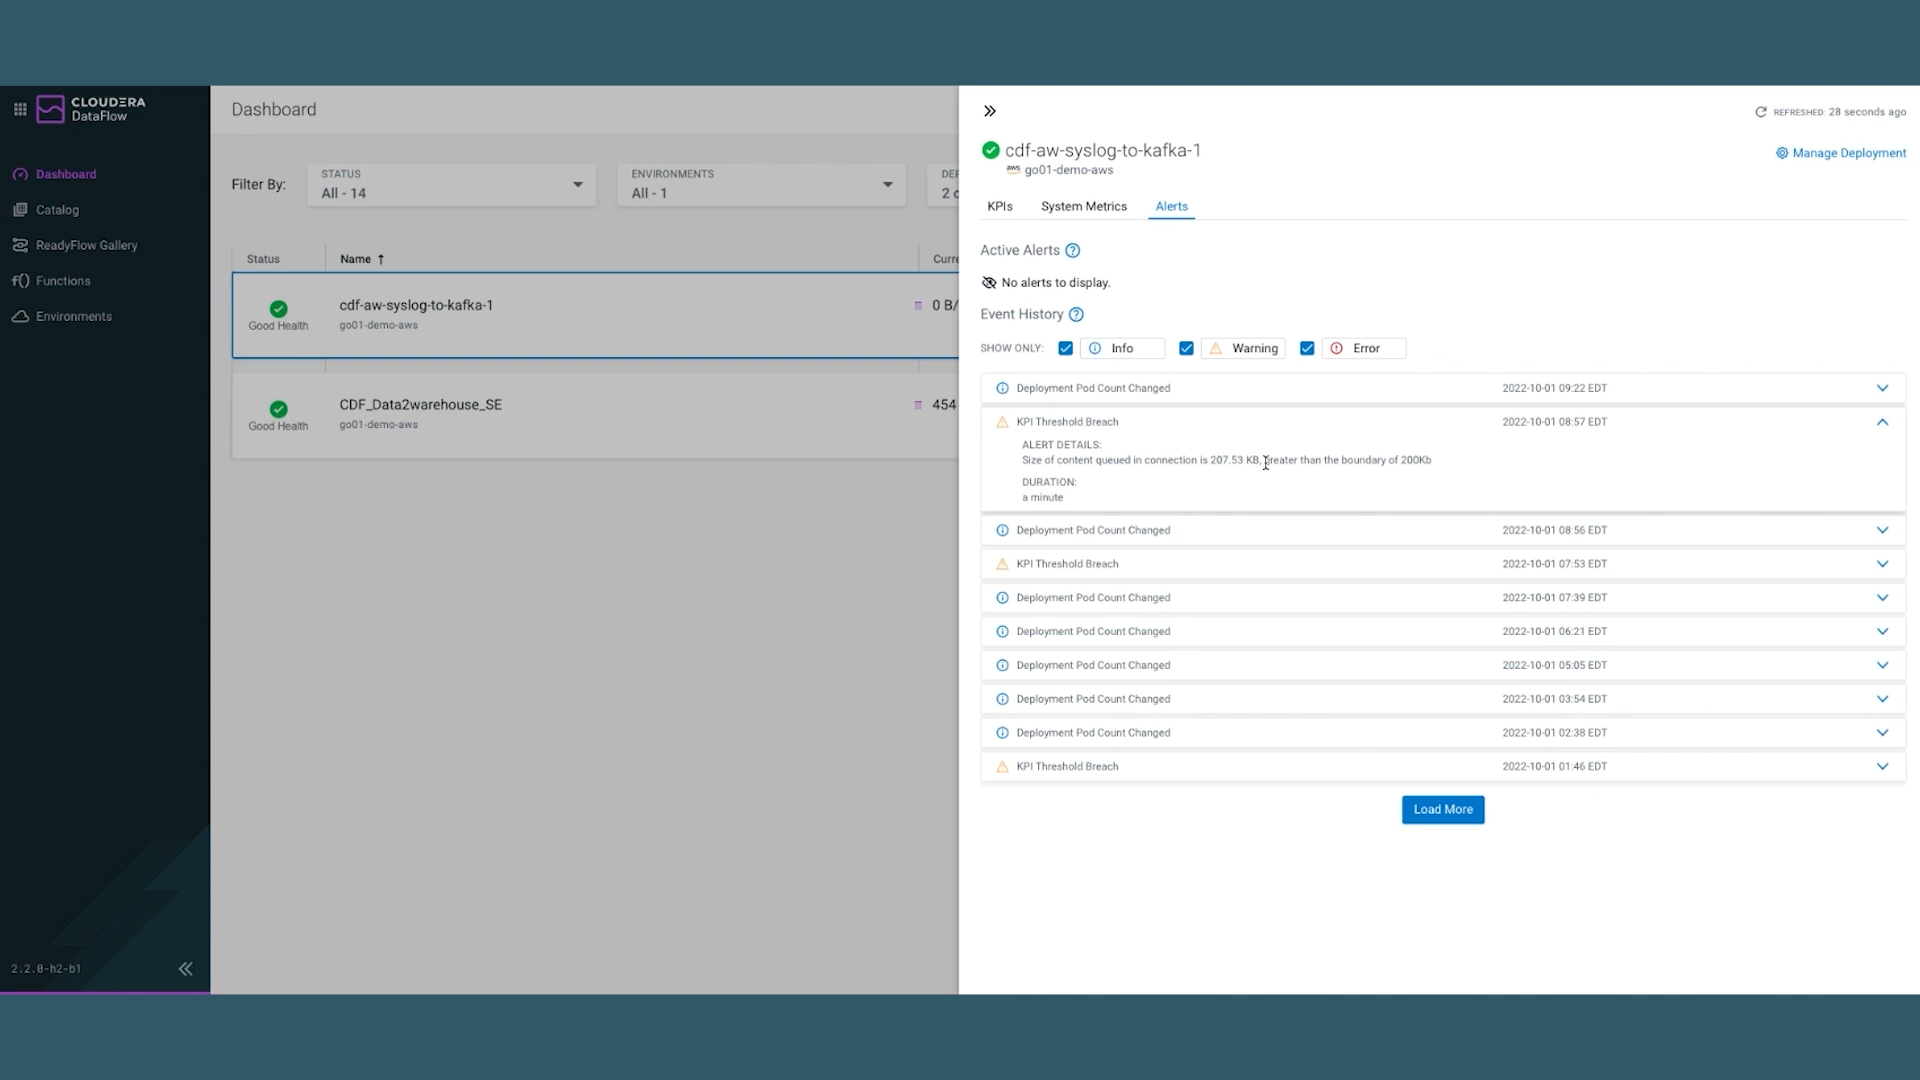 CLOUDERA
DataFlow
Dashboard
Catalog
ReadyFlow Gallery
f() Functions
Environments
2.2.0-h2-b1
Dashboard
Filter By:
STATUS
All - 14
ENVIRONMENTS
All - 1
DEP
2 c
Status
Name ↑
Curre
Good Health
cdf-aw-syslog-to-kafka-1
go01-demo-aws
0 B/
Good Health
CDF_Data2warehouse_SE
go01-demo-aws
454
REFRESHED: 28 seconds ago
cdf-aw-syslog-to-kafka-1
aws go01-demo-aws
Manage Deployment
KPIs
System Metrics
Alerts
Active Alerts ?
No alerts to display.
Event History ?
SHOW ONLY:
Info
Warning
Error
Deployment Pod Count Changed 2022-10-01 09:22 EDT
KPI Threshold Breach 2022-10-01 08:57 EDT
ALERT DETAILS:
Size of content queued in connection is 207.53 KB, greater than the boundary of 200Kb
DURATION:
a minute
Deployment Pod Count Changed 2022-10-01 08:56 EDT
KPI Threshold Breach 2022-10-01 07:53 EDT
Deployment Pod Count Changed 2022-10-01 07:39 EDT
Deployment Pod Count Changed 2022-10-01 06:21 EDT
Deployment Pod Count Changed 2022-10-01 05:05 EDT
Deployment Pod Count Changed 2022-10-01 03:54 EDT
Deployment Pod Count Changed 2022-10-01 02:38 EDT
KPI Threshold Breach 2022-10-01 01:46 EDT
Load More